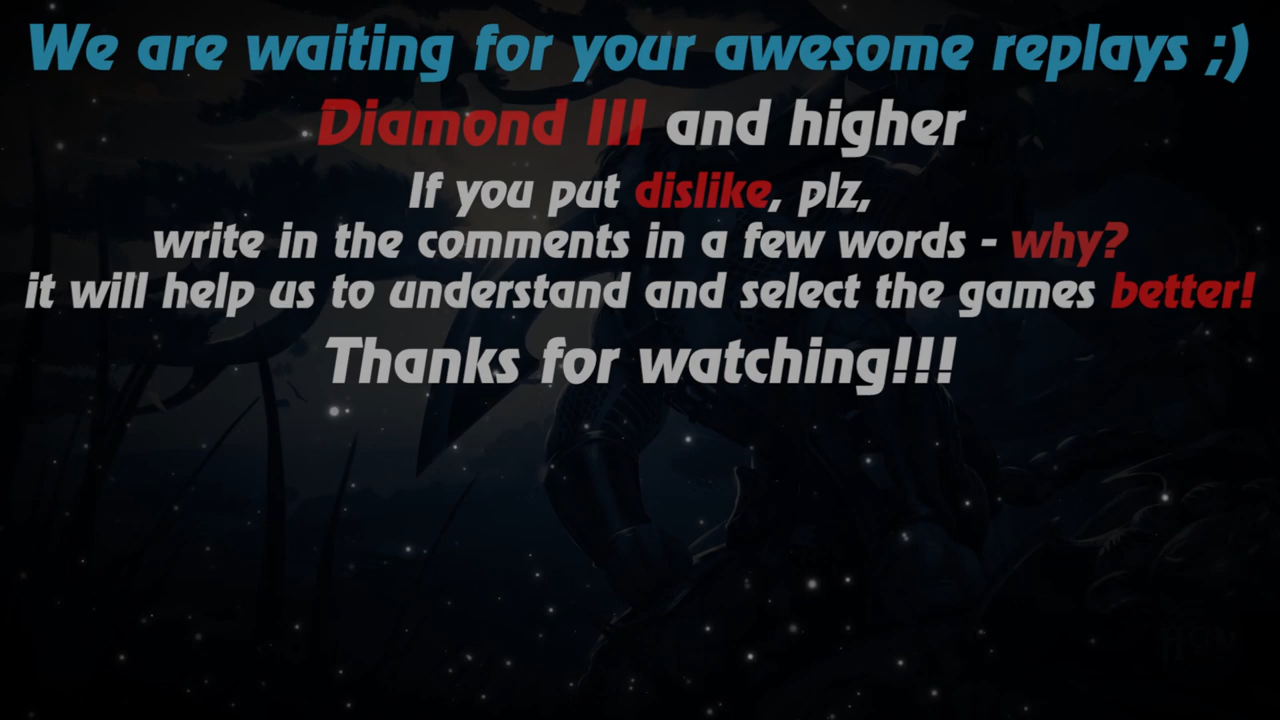 We are waiting for your awesome replays ;)
Diamond III and higher
If you put dislike, plz,
write in the comments in a few words - why?
it will help us to understand and select the games better!
Thanks for watching!!!